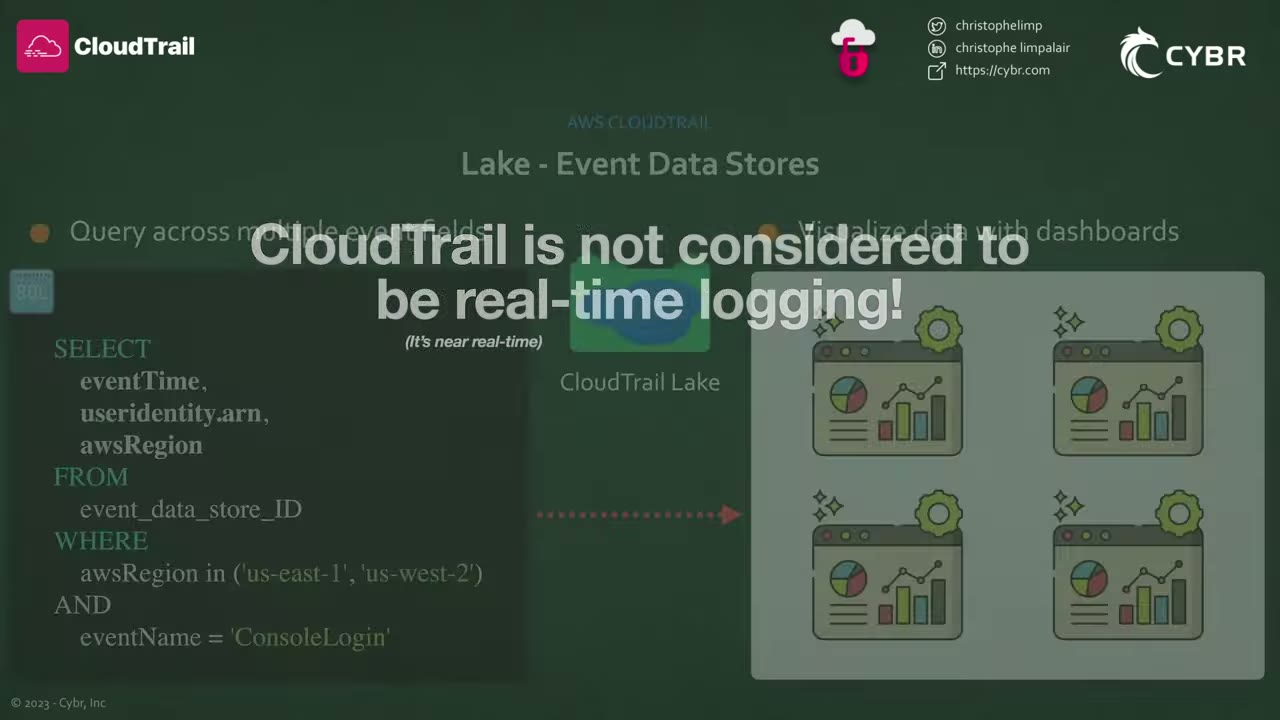 CloudTrail
christophelimp
christophe limpalair
https://cybr.com
CYBR
AWS CLOUDTRAIL
Lake - Event Data Stores
Query across multiple event fields
Visualize data with dashboards
CloudTrail is not considered to
be real-time logging!
(It's near real-time)
SQL
CloudTrail Lake
SELECT
eventTime,
useridentity.arn,
awsRegion
FROM
event_data_store_ID
WHERE
awsRegion in ('us-east-1', 'us-west-2')
AND
eventName = 'ConsoleLogin'
© 2023 - Cybr, Inc